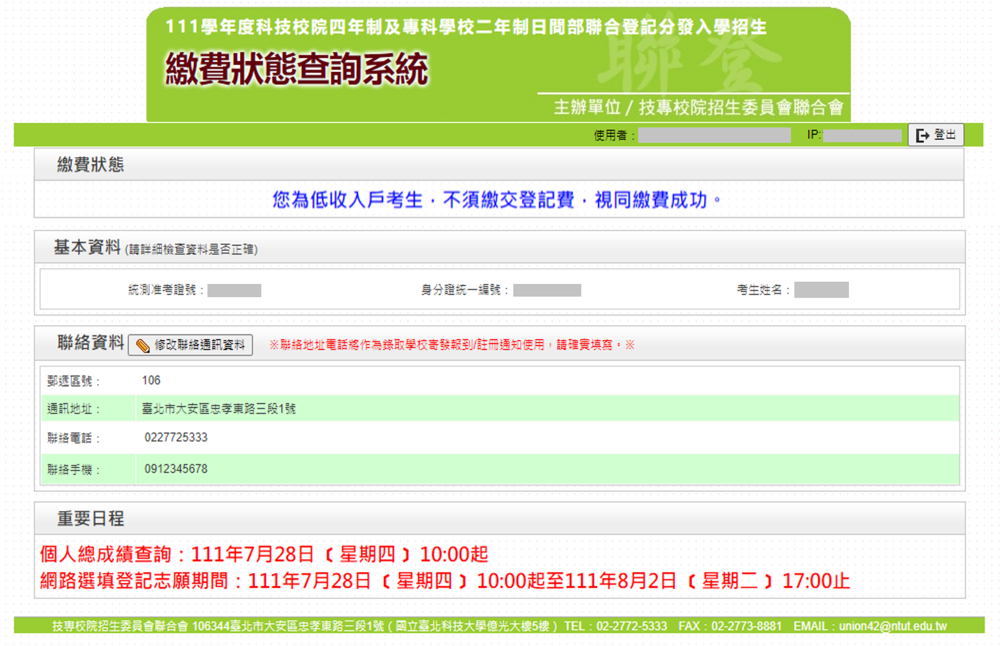 111學年度科技校院四年制及專科學校二年制日間部聯合登記分發入學招生
聯登
繳費狀態查詢系統
主辦單位 / 技專校院招生委員會聯合會
使用者： IP: 登出
繳費狀態
您為低收入戶考生，不須繳交登記費，視同繳費成功。
基本資料 (請詳細檢查資料是否正確)
統測准考證號： 身分證統一編號： 考生姓名：
聯絡資料 修改聯絡通訊資料 ※聯絡地址電話將作為錄取學校寄發報到/註冊通知使用，請確實填寫。※
郵遞區號： 106
通訊地址： 臺北市大安區忠孝東路三段1號
聯絡電話： 0227725333
聯絡手機： 0912345678
重要日程
個人總成績查詢：111年7月28日﹝星期四﹞10:00起
網路選填登記志願期間：111年7月28日﹝星期四﹞10:00起至111年8月2日﹝星期二﹞17:00止
技專校院招生委員會聯合會 106344臺北市大安區忠孝東路三段1號（國立臺北科技大學億光大樓5樓） TEL：02-2772-5333 FAX：02-2773-8881 EMAIL：union42@ntut.edu.tw